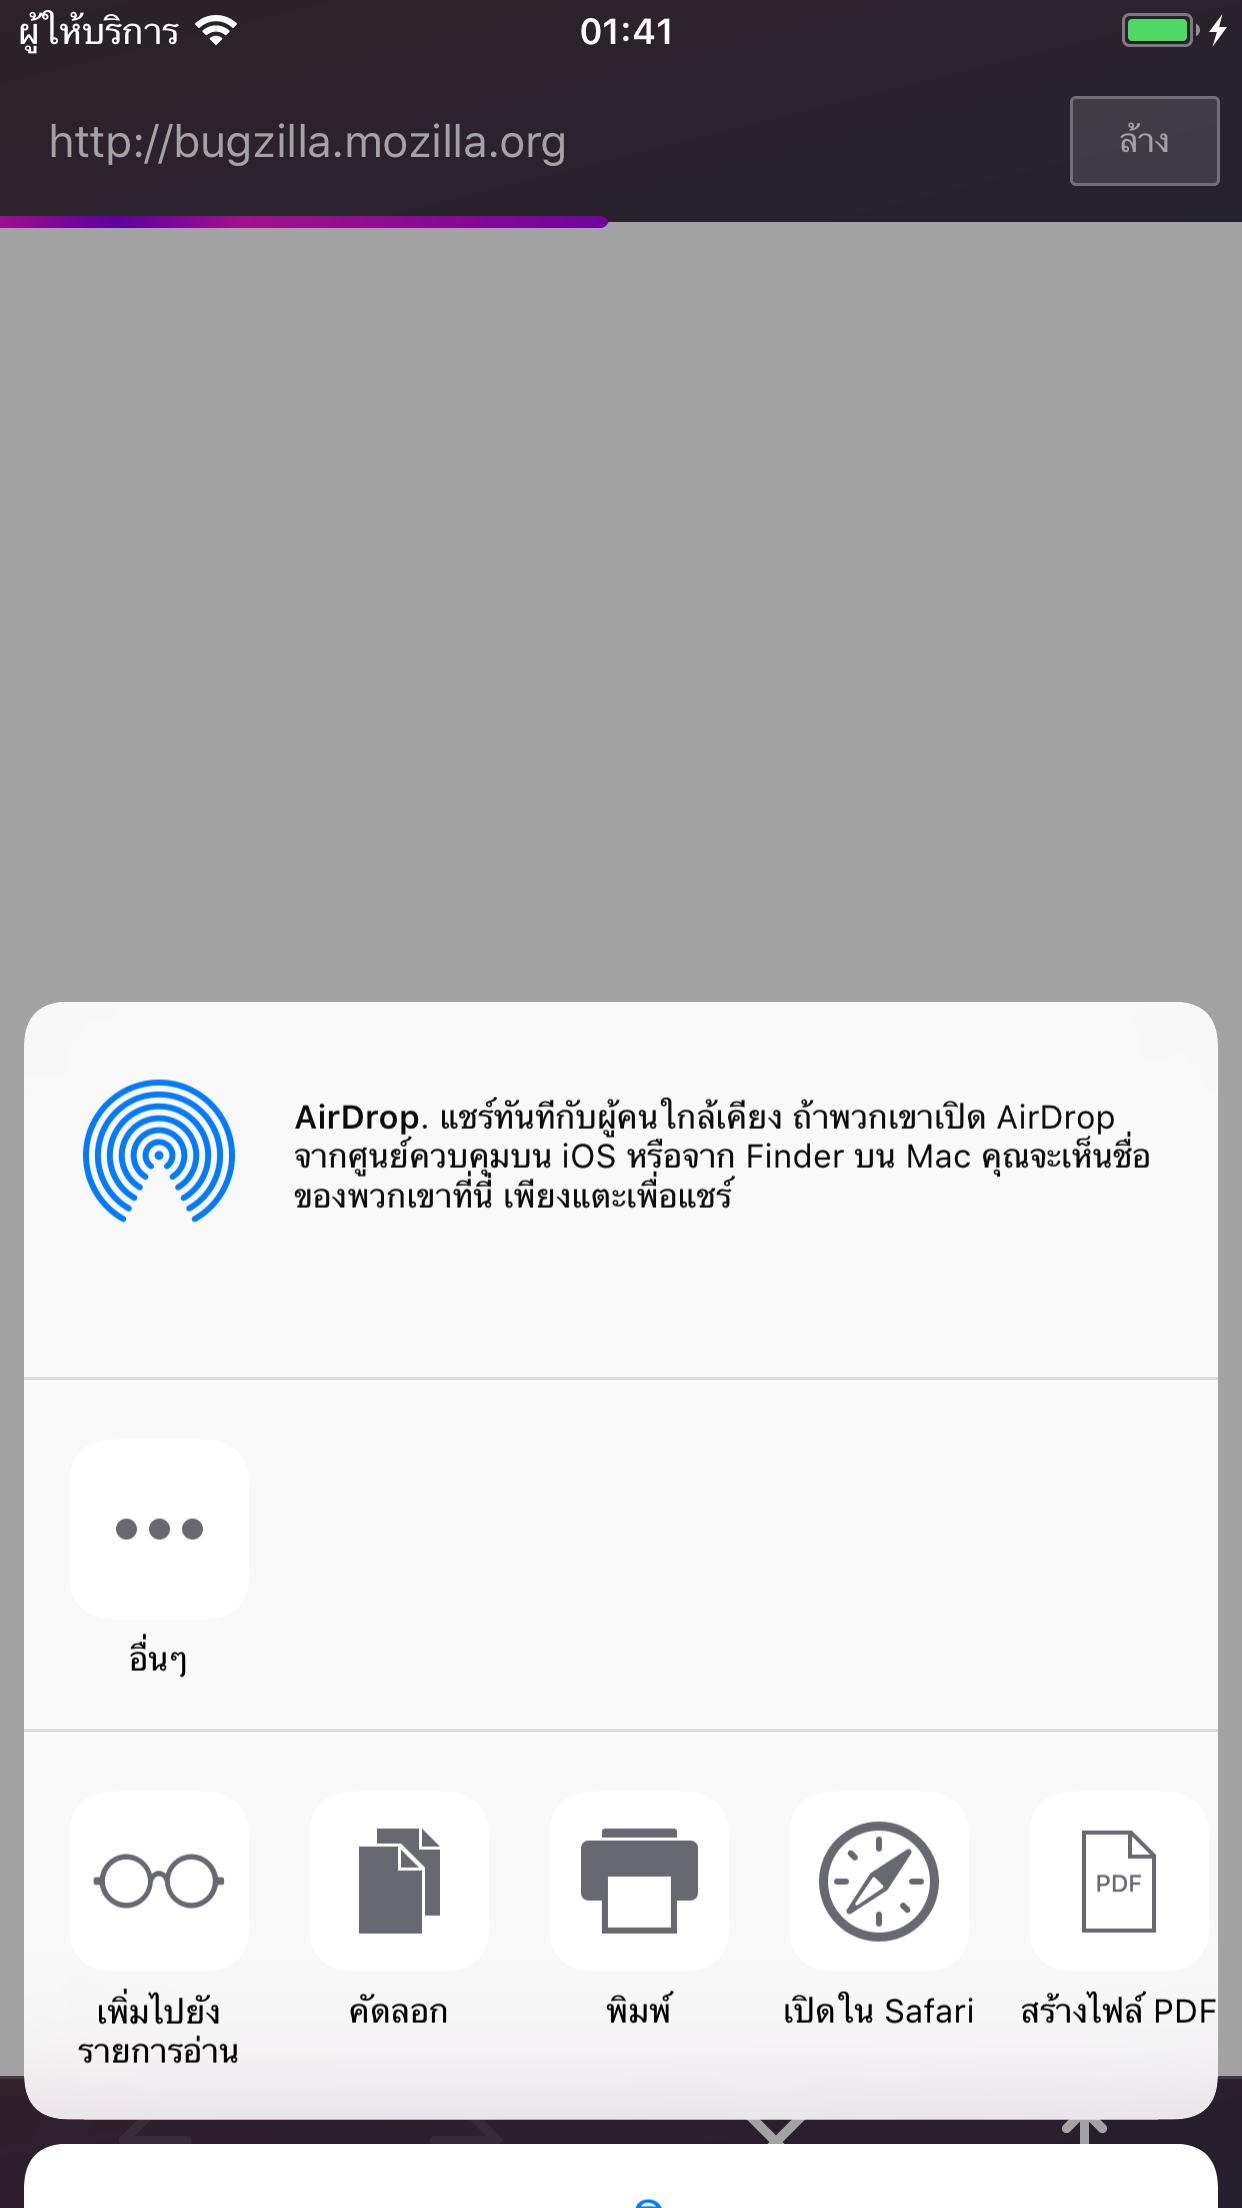 ผู้ให้บริการ 01:41
http://bugzilla.mozilla.org ล้าง
AirDrop. แชร์ทันทีกับผู้คนใกล้เคียง ถ้าพวกเขาเปิด AirDrop
จากศูนย์ควบคุมบน iOS หรือจาก Finder บน Mac คุณจะเห็นชื่อ
ของพวกเขาที่นี่ เพียงแตะเพื่อแชร์
อื่นๆ
PDF
เพิ่มไปยัง
รายการอ่าน
คัดลอก
พิมพ์
เปิดใน Safari
สร้างไฟล์ PDF